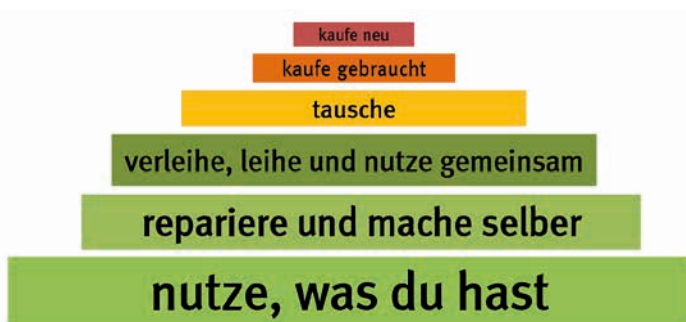 kaufe neu
kaufe gebraucht
tausche
verleihe, leihe und nutze gemeinsam
repariere und mache selber
nutze, was du hast